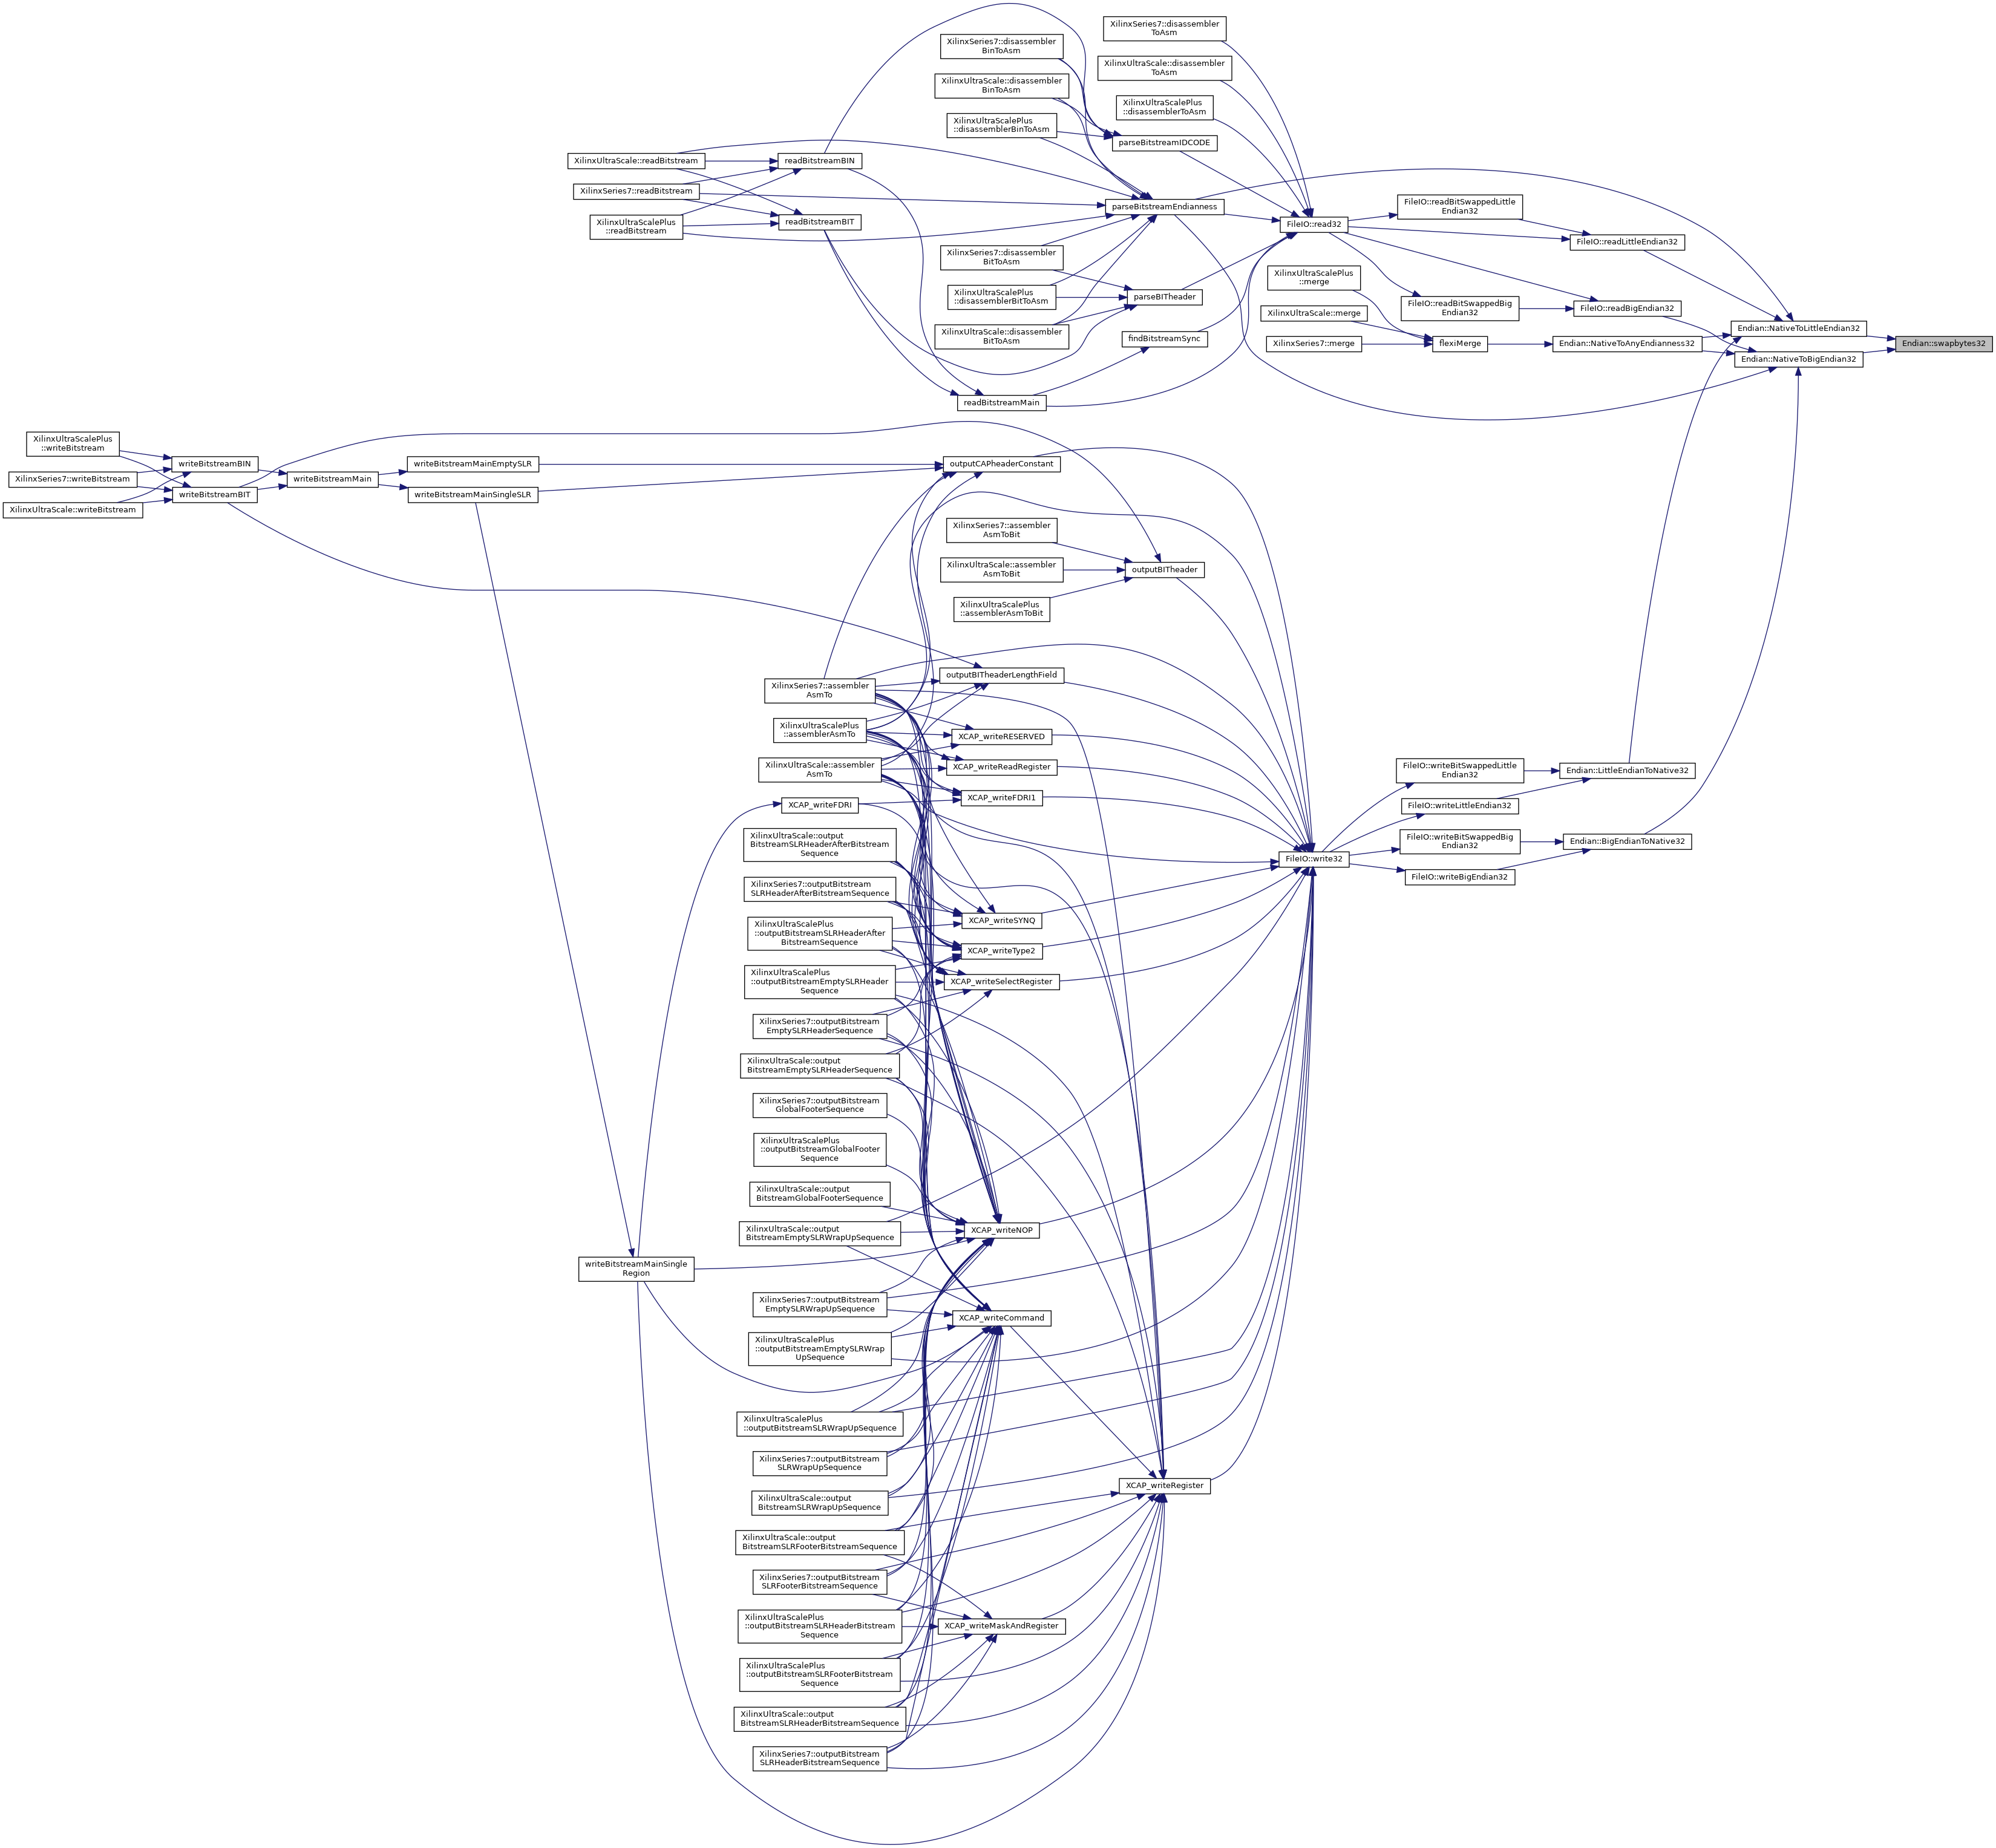 XilinxSeries7::disassembler
ToAsm
XilinxSeries7::disassembler
BinToAsm
XilinxUltraScale::disassembler
ToAsm
XilinxUltraScale::disassembler
BinToAsm
XilinxUltraScalePlus
::disassemblerToAsm
XilinxUltraScalePlus
::disassemblerBinToAsm
parseBitstreamIDCODE
XilinxUltraScale::readBitstream
readBitstreamBIN
XilinxSeries7::readBitstream
parseBitstreamEndianness
FileIO::readBitSwappedLittle
Endian32
XilinxUltraScalePlus
::readBitstream
readBitstreamBIT
FileIO::read32
FileIO::readLittleEndian32
XilinxSeries7::disassembler
BitToAsm
XilinxUltraScalePlus
::merge
XilinxUltraScalePlus
::disassemblerBitToAsm
parseBITheader
FileIO::readBitSwappedBig
Endian32
FileIO::readBigEndian32
XilinxUltraScale::merge
Endian::NativeToLittleEndian32
XilinxUltraScale::disassembler
BitToAsm
findBitstreamSync
XilinxSeries7::merge
flexiMerge
Endian::NativeToAnyEndianness32
Endian::swapbytes32
Endian::NativeToBigEndian32
readBitstreamMain
XilinxUltraScalePlus
::writeBitstream
writeBitstreamBIN
writeBitstreamMainEmptySLR
outputCAPheaderConstant
XilinxSeries7::writeBitstream
writeBitstreamMain
writeBitstreamBIT
writeBitstreamMainSingleSLR
XilinxUltraScale::writeBitstream
XilinxSeries7::assembler
AsmToBit
XilinxUltraScale::assembler
AsmToBit
outputBITheader
XilinxUltraScalePlus
::assemblerAsmToBit
outputBITheaderLengthField
XilinxSeries7::assembler
AsmTo
XilinxUltraScalePlus
::assemblerAsmTo
XCAP_writeRESERVED
XilinxUltraScale::assembler
AsmTo
XCAP_writeReadRegister
FileIO::writeBitSwappedLittle
Endian32
Endian::LittleEndianToNative32
XCAP_writeFDRI
XCAP_writeFDRI1
FileIO::writeLittleEndian32
XilinxUltraScale::output
BitstreamSLRHeaderAfterBitstream
Sequence
FileIO::writeBitSwappedBig
Endian32
Endian::BigEndianToNative32
FileIO::write32
FileIO::writeBigEndian32
XilinxSeries7::outputBitstream
SLRHeaderAfterBitstreamSequence
XCAP_writeSYNQ
XilinxUltraScalePlus
::outputBitstreamSLRHeaderAfter
BitstreamSequence
XCAP_writeType2
XilinxUltraScalePlus
::outputBitstreamEmptySLRHeader
Sequence
XCAP_writeSelectRegister
XilinxSeries7::outputBitstream
EmptySLRHeaderSequence
XilinxUltraScale::output
BitstreamEmptySLRHeaderSequence
XilinxSeries7::outputBitstream
GlobalFooterSequence
XilinxUltraScalePlus
::outputBitstreamGlobalFooter
Sequence
XilinxUltraScale::output
BitstreamGlobalFooterSequence
XilinxUltraScale::output
BitstreamEmptySLRWrapUpSequence
XCAP_writeNOP
writeBitstreamMainSingle
Region
XilinxSeries7::outputBitstream
EmptySLRWrapUpSequence
XCAP_writeCommand
XilinxUltraScalePlus
::outputBitstreamEmptySLRWrap
UpSequence
XilinxUltraScalePlus
::outputBitstreamSLRWrapUpSequence
XilinxSeries7::outputBitstream
SLRWrapUpSequence
XCAP_writeRegister
XilinxUltraScale::output
BitstreamSLRWrapUpSequence
XilinxUltraScale::output
BitstreamSLRFooterBitstreamSequence
XilinxSeries7::outputBitstream
SLRFooterBitstreamSequence
XilinxUltraScalePlus
::outputBitstreamSLRHeaderBitstream
Sequence
XCAP_writeMaskAndRegister
XilinxUltraScalePlus
::outputBitstreamSLRFooterBitstream
Sequence
XilinxUltraScale::output
BitstreamSLRHeaderBitstreamSequence
XilinxSeries7::outputBitstream
SLRHeaderBitstreamSequence